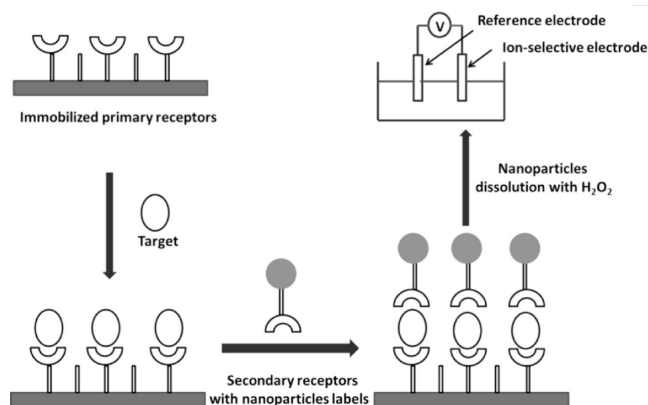 Reference electrode
V
Ion-selective electrode
Immobilized primary receptors
Nanoparticles
dissolution with H₂O₂
Target
Secondary receptors
with nanoparticles labels